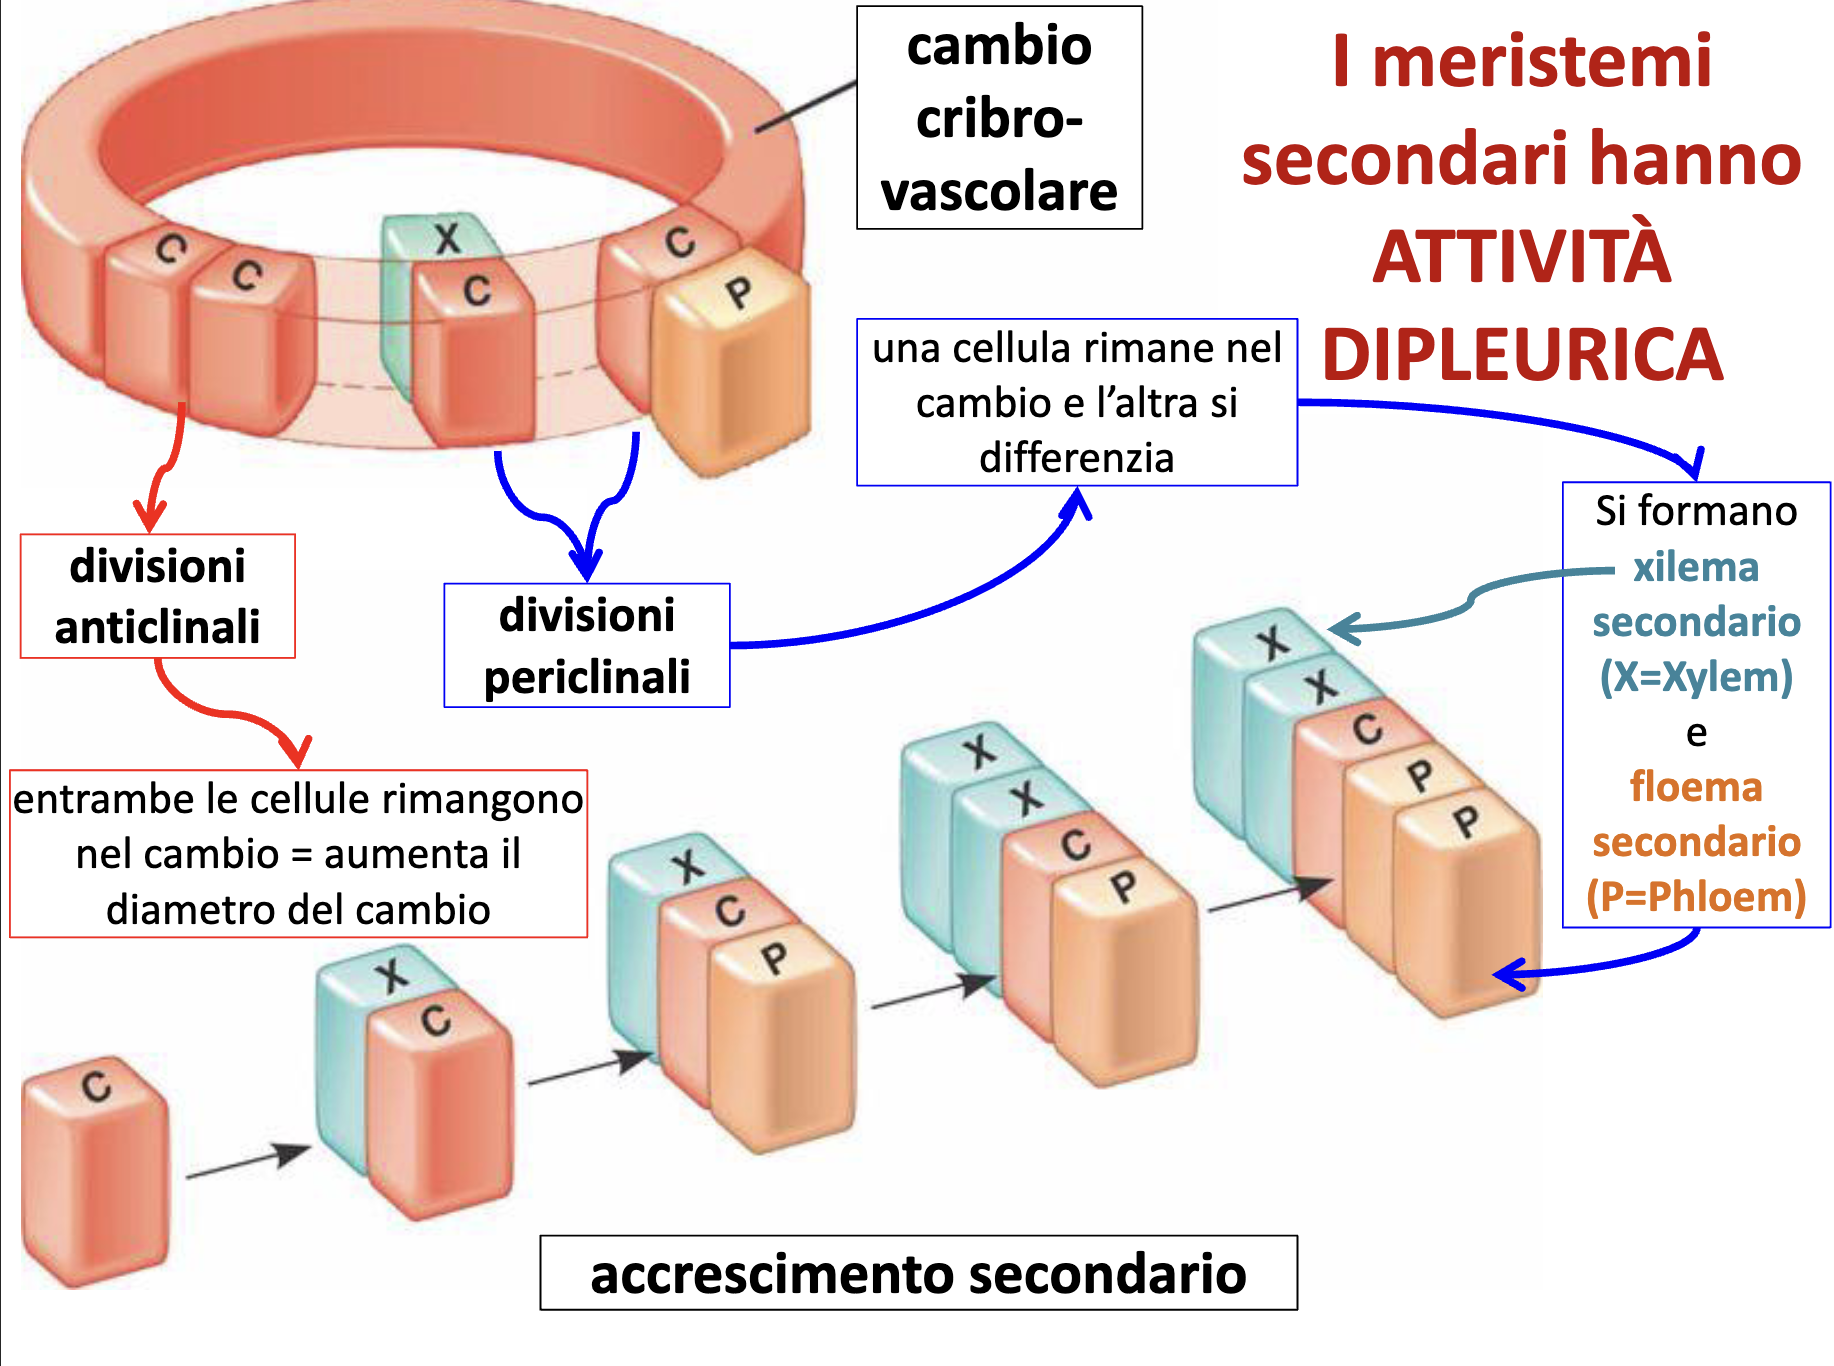 cambio
cribro-
vascolare
I meristemi
secondari hanno
ATTIVITÀ
DIPLEURICA
C
C
X
C
C
P
una cellula rimane nel
cambio e l’altra si
differenzia
divisioni
anticlinali
divisioni
periclinali
Si formano
xilema
secondario
(X=Xylem)
e
floema
secondario
(P=Phloem)
entrambe le cellule rimangono
nel cambio = aumenta il
diametro del cambio
C
X
C
X
C
P
X
X
C
P
X
X
C
P
P
accrescimento secondario